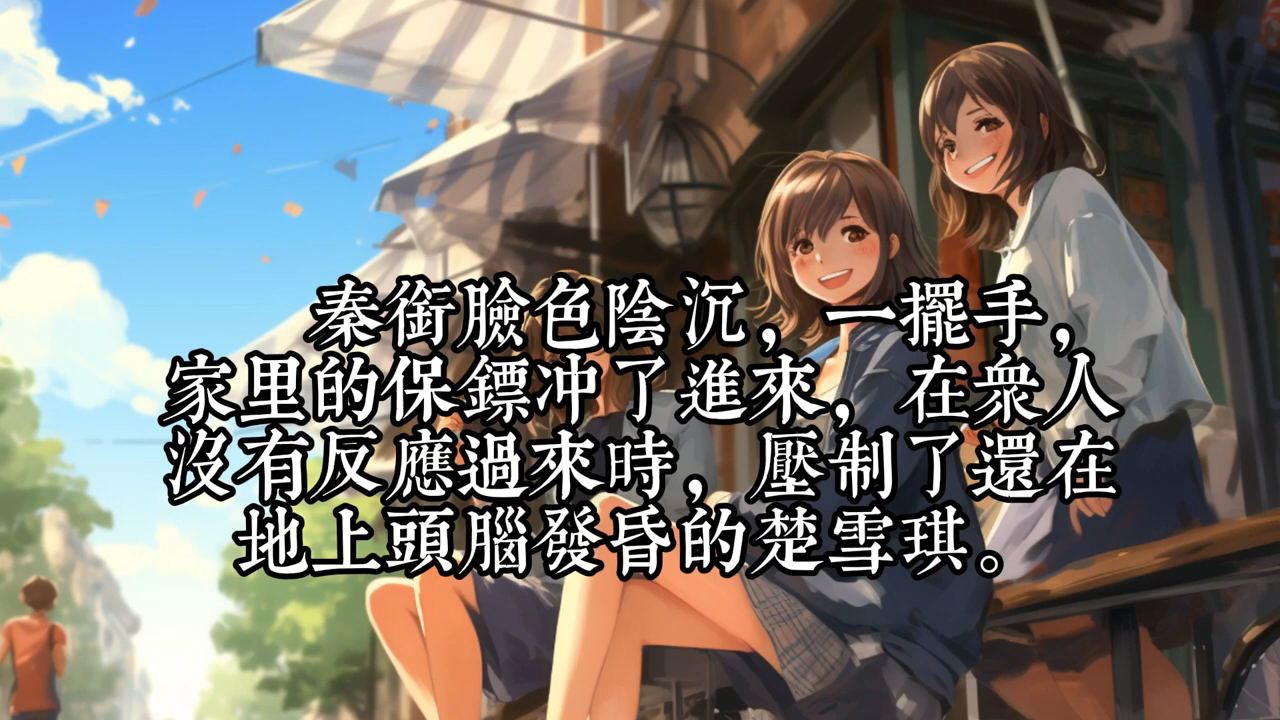 秦銜臉色陰沉，一擺手，
家里的保鏢冲了進來，在衆人
沒有反應過來時，壓制了還在
地上頭腦發昏的楚雪琪。